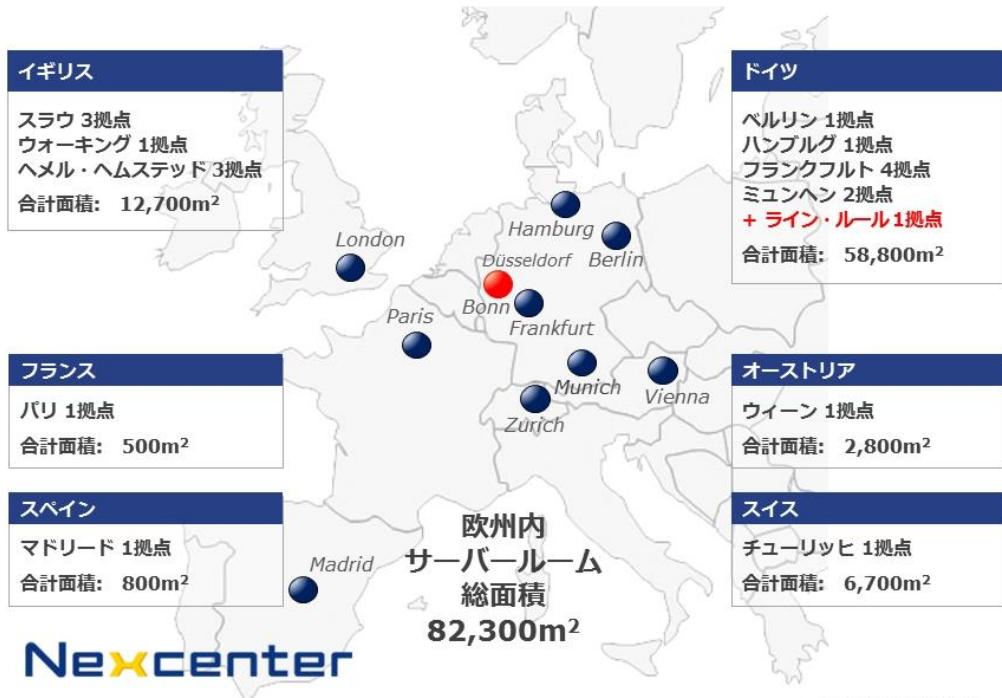 イギリス
スラウ 3拠点
ウォーキング 1拠点
ヘメル・ヘムステッド 3拠点
合計面積: 12,700m²
ドイツ
ベルリン 1拠点
ハンブルグ 1拠点
フランクフルト 4拠点
ミュンヘン 2拠点
+ ライン・ルール 1拠点
合計面積: 58,800m²
London
Hamburg
Berlin
Düsseldorf
Bonn
Frankfurt
Paris
Munich
Vienna
Zürich
フランス
パリ 1拠点
合計面積: 500m²
オーストリア
ウィーン 1拠点
合計面積: 2,800m²
スペイン
マドリード 1拠点
合計面積: 800m²
Madrid
欧州内
サーバールーム
総面積
82,300m²
スイス
チューリッヒ 1拠点
合計面積: 6,700m²
Nexcenter